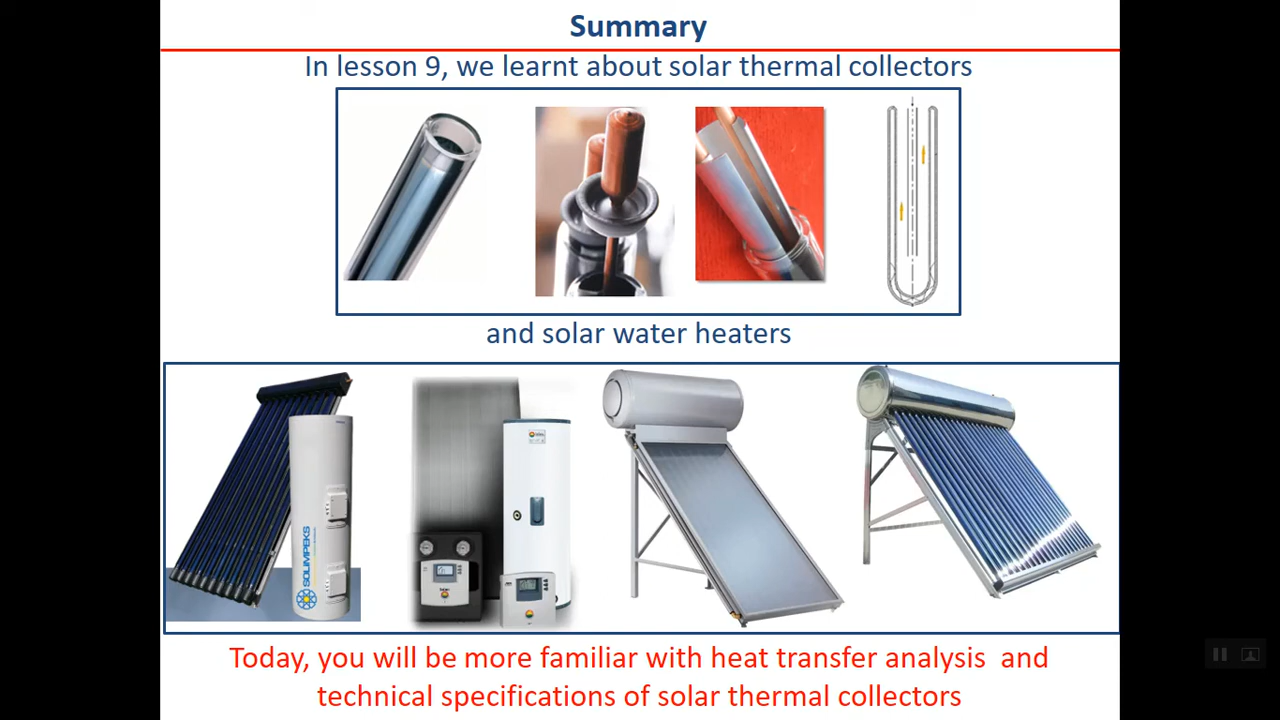 Summary
In lesson 9, we learnt about solar thermal collectors
and solar water heaters
SOLIMPEKS
Today, you will be more familiar with heat transfer analysis and
technical specifications of solar thermal collectors